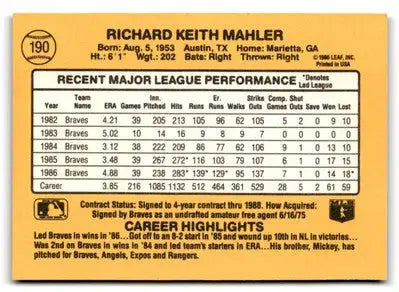 190
RICHARD KEITH MAHLER
Born: Aug. 5, 1953 Austin, TX Home: Marietta, GA
Ht.: 6'1" Wgt.: 202 Bats: Right Throws: Right
© 1986 LEAF, INC.
Printed in USA
RECENT MAJOR LEAGUE PERFORMANCE *Denotes Led League
Year Team Name ERA Games Inn. Pitched Hits Runs Er. Runs Walks Strike Outs Comp. Games Shut Outs Save Won Lost
1982 Braves 4.21 39 205 213 105 96 62 105 5 2 0 9 10
1983 Braves 5.02 10 14 16 9 8 9 7 0 0 0 0 0
1984 Braves 3.12 38 222 209 86 77 62 106 9 1 0 13 10
1985 Braves 3.48 39 267 272* 116 103 79 107 6 1 0 17 15
1986 Braves 4.88 39 238 283* 139* 129* 95 137 7 1 0 14 18*
Career 3.85 216 1085 1132 512 464 361 529 28 8 2 61 59
Contract Status: Signed to 4-year contract thru 1988. How Acquired:
Signed by Braves as an undrafted amateur free agent 6/16/75
CAREER HIGHLIGHTS
Led Braves in wins in '86... Got off to an 8-2 start in '85 and wound up 10th in NL in victories...
Was 2nd on Braves in wins in '84 and led team's starters in ERA... His brother, Mickey, has
pitched for Braves, Angels, Expos and Rangers.